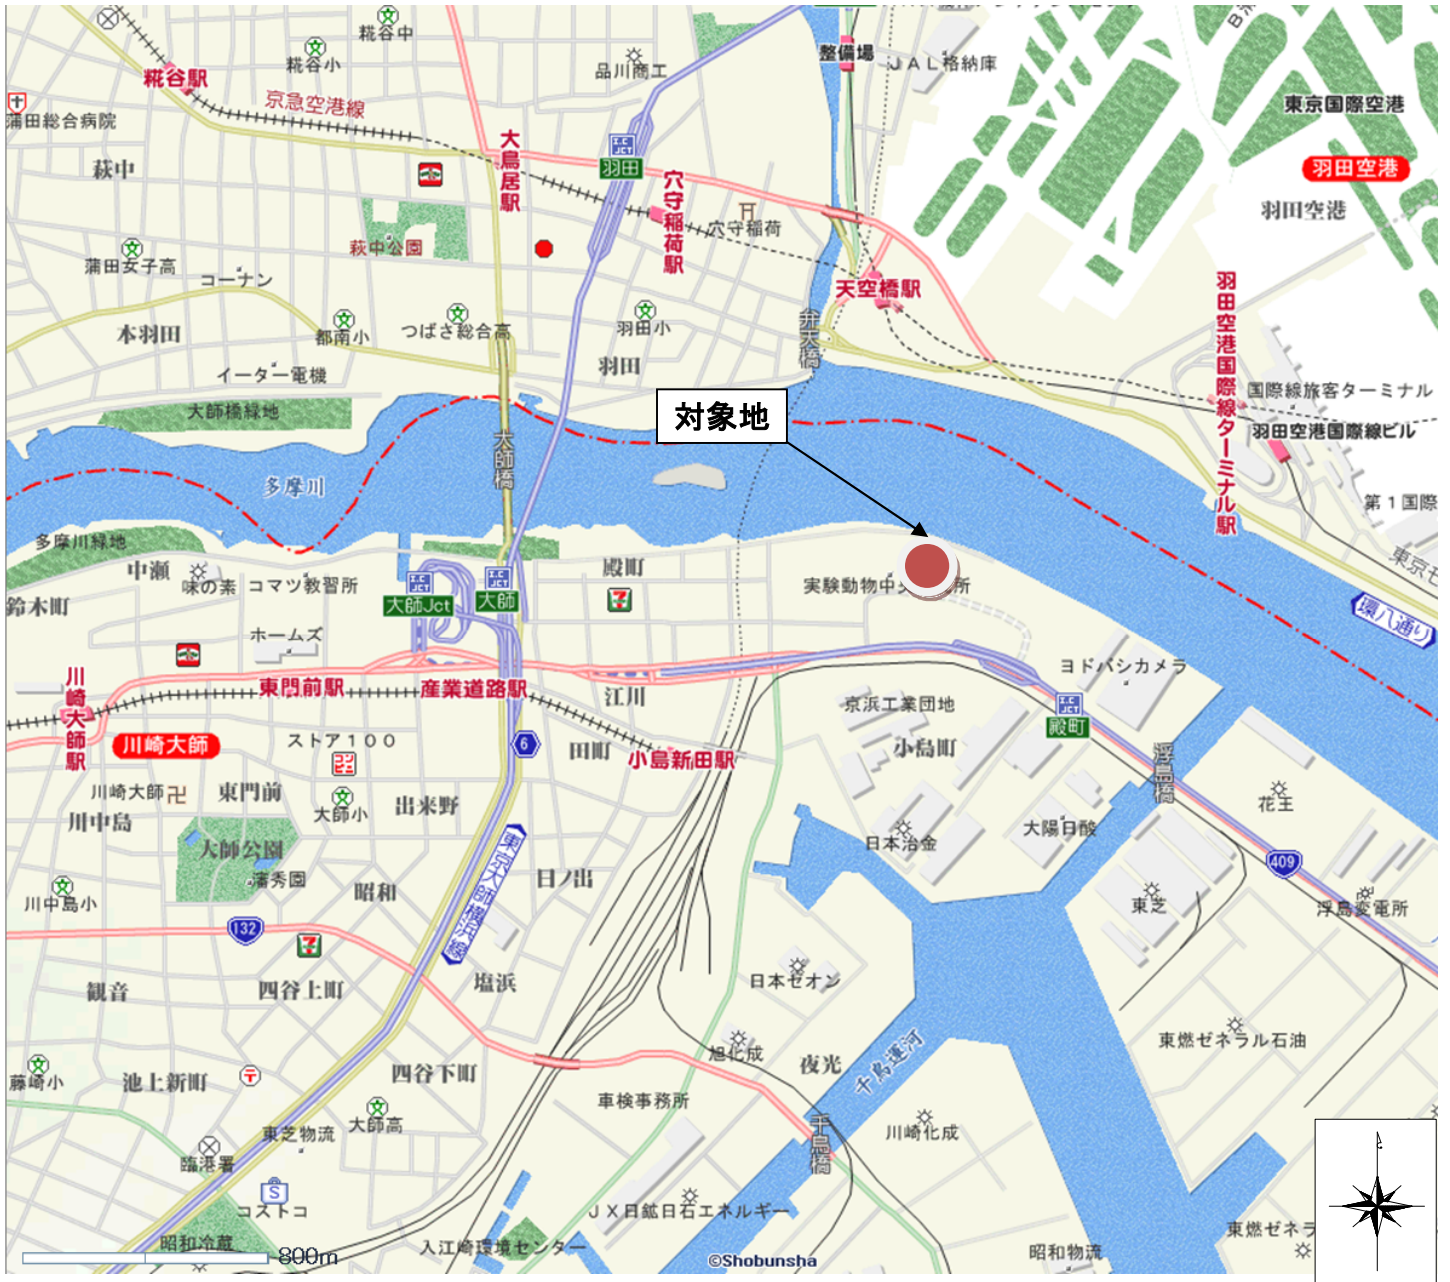 糀谷中
糀谷小
品川商工
整備場
JAL格納庫
糀谷駅
京急空港線
東京国際空港
蒲田総合病院
大鳥居駅
I.C
JCT
羽田
羽田空港
萩中
穴守稲荷駅
羽田空港
穴守稲荷
萩中公園
蒲田女子高
コーナン
天空橋駅
羽田空港国際線ターミナル駅
本羽田
都南小
つばさ総合高
羽田小
弁天橋
羽田
イーター電機
国際線旅客ターミナル
大師橋緑地
対象地
羽田空港国際線ビル
大師橋
多摩川
第1国際
多摩川緑地
東京モ
中瀬
味の素
コマツ教習所
I.C
JCT
大師Jct
I.C
JCT
大師
殿町
実験動物中
所
鈴木町
環八通り
ホームズ
ヨドバシカメラ
川崎大師駅
東門前駅
産業道路駅
江川
京浜工業団地
I.C
JCT
殿町
川崎大師
ストア100
6
田町
小島新田駅
小島町
浮島橋
コンビニ
川崎大師
東門前
大師小
出来野
花王
川中島
大師公園
日本冶金
大陽日酸
409
瀋秀園
昭和
日ノ出
東京大師横浜線
川中島小
東芝
浮島変電所
132
観音
四谷上町
塩浜
日本ゼオン
東燃ゼネラル石油
旭化成
夜光
千鳥運河
藤崎小
池上新町
四谷下町
車検事務所
大師高
東芝物流
千鳥橋
川崎化成
臨港署
S
コストコ
JX日鉱日石エネルギー
昭和冷蔵
入江崎環境センター
東燃ゼネラ
昭和物流
800m
©Shobunsha